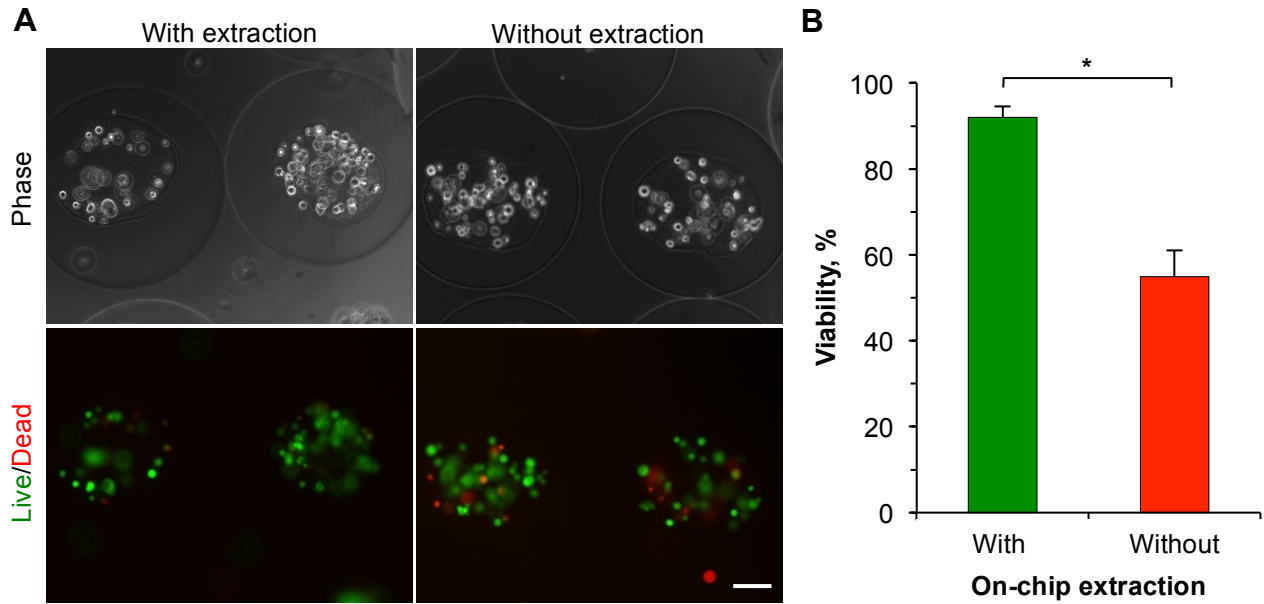 A
With extraction
Without extraction
Phase
Live/Dead
B
*
100
80
60
40
20
0
Viability, %
With
Without
On-chip extraction